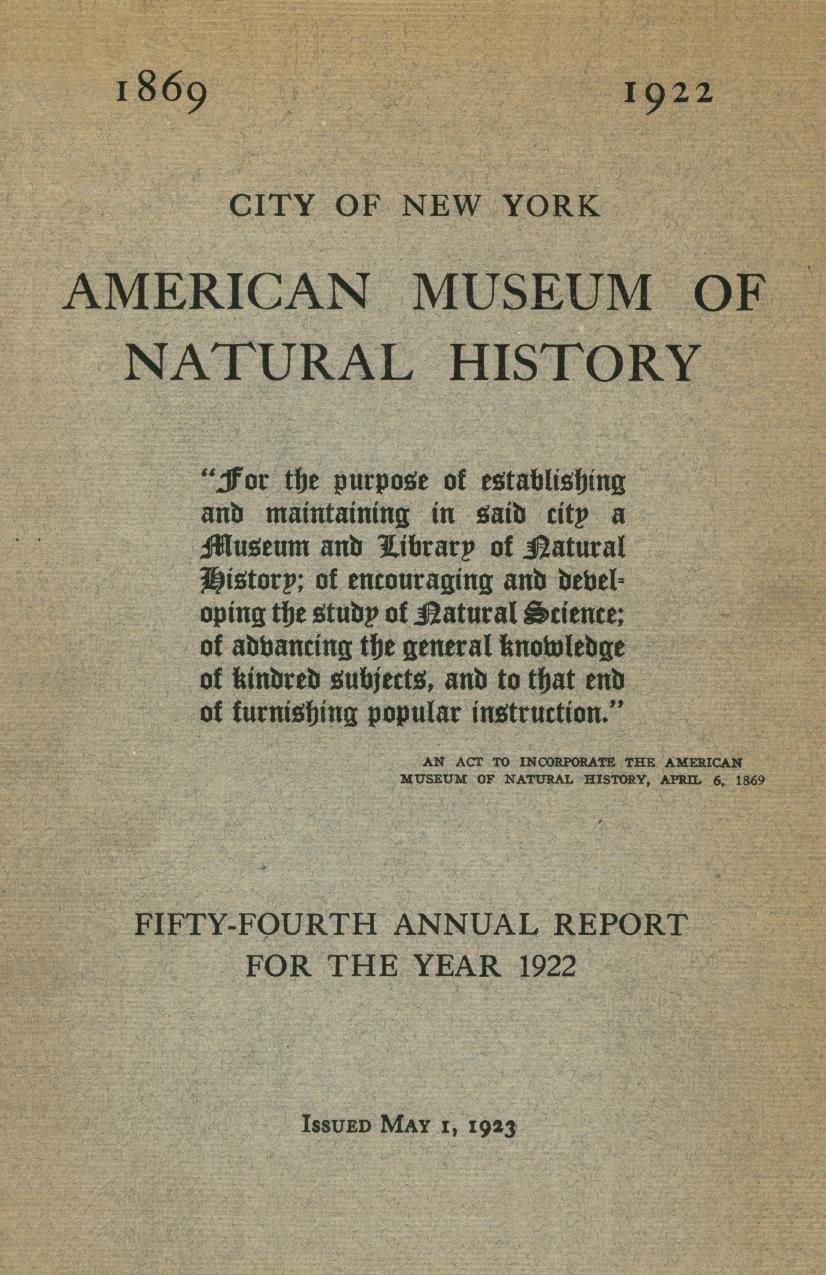 1869 1922
CITY OF NEW YORK
AMERICAN MUSEUM OF
NATURAL HISTORY
“For the purpose of establishing
and maintaining in said city a
Museum and Library of Natural
History; of encouraging and devel-
oping the study of Natural Science;
of advancing the general knowledge
of kindred subjects, and to that end
of furnishing popular instruction.”
AN ACT TO INCORPORATE THE AMERICAN
MUSEUM OF NATURAL HISTORY, APRIL 6, 1869
FIFTY-FOURTH ANNUAL REPORT
FOR THE YEAR 1922
ISSUED MAY 1, 1923